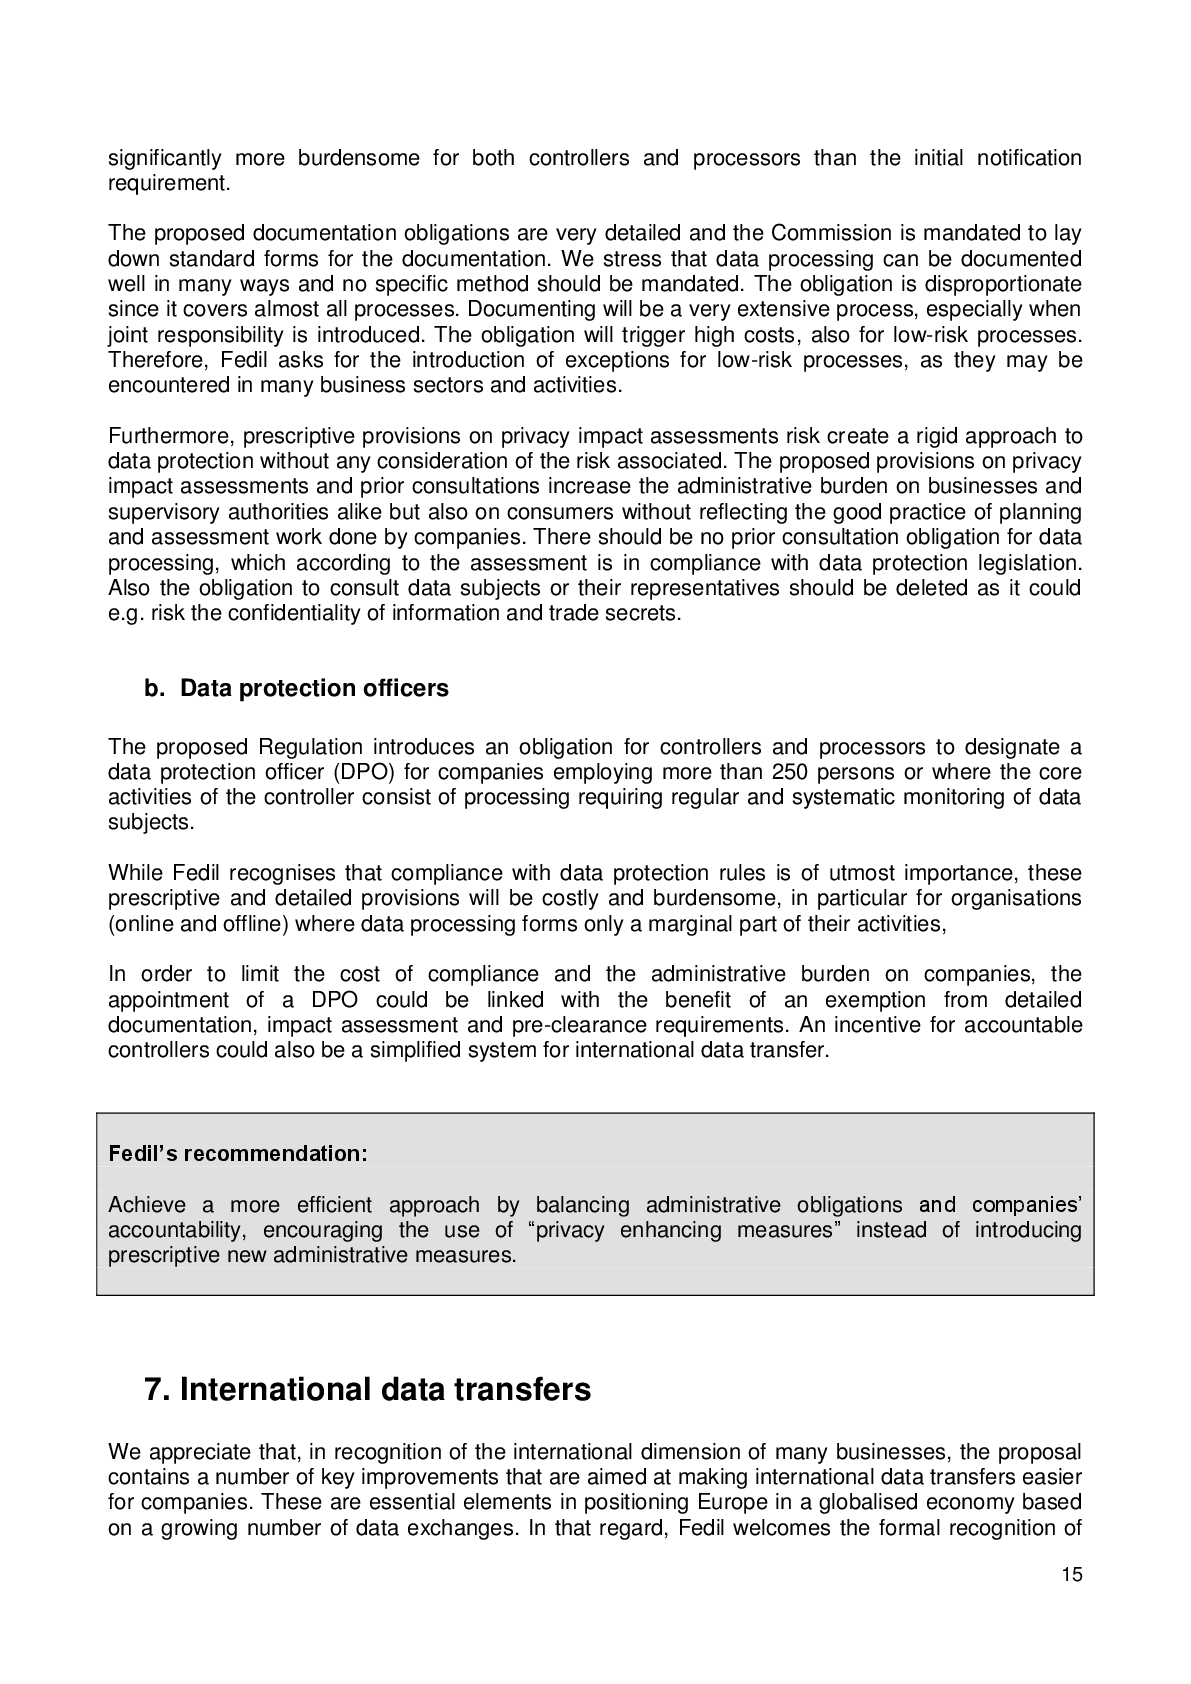 significantly more burdensome for both controllers and processors than the initial notification
requirement.
The proposed documentation obligations are very detailed and the Commission is mandated to lay
down standard forms for the documentation. We stress that data processing can be documented
well in many ways and no specific method should be mandated. The obligation is disproportionate
since it covers almost all processes. Documenting will be a very extensive process, especially when
joint responsibility is introduced. The obligation will trigger high costs, also for low-risk processes.
Therefore, Fedil asks for the introduction of exceptions for low-risk processes, as they may be
encountered in many business sectors and activities.
Furthermore, prescriptive provisions on privacy impact assessments risk create a rigid approach to
data protection without any consideration of the risk associated. The proposed provisions on privacy
impact assessments and prior consultations increase the administrative burden on businesses and
supervisory authorities alike but also on consumers without reflecting the good practice of planning
and assessment work done by companies. There should be no prior consultation obligation for data
processing, which according to the assessment is in compliance with data protection legislation.
Also the obligation to consult data subjects or their representatives should be deleted as it could
e.g. risk the confidentiality of information and trade secrets.
b. Data protection officers
The proposed Regulation introduces an obligation for controllers and processors to designate a
data protection officer (DPO) for companies employing more than 250 persons or where the core
activities of the controller consist of processing requiring regular and systematic monitoring of data
subjects.
While Fedil recognises that compliance with data protection rules is of utmost importance, these
prescriptive and detailed provisions will be costly and burdensome, in particular for organisations
(online and offline) where data processing forms only a marginal part of their activities,
In order to limit the cost of compliance and the administrative burden on companies, the
appointment of a DPO could be linked with the benefit of an exemption from detailed
documentation, impact assessment and pre-clearance requirements. An incentive for accountable
controllers could also be a simplified system for international data transfer.
Fedil’s recommendation:
Achieve a more efficient approach by balancing administrative obligations and companies’
accountability, encouraging the use of “privacy enhancing measures” instead of introducing
prescriptive new administrative measures.
7. International data transfers
We appreciate that, in recognition of the international dimension of many businesses, the proposal
contains a number of key improvements that are aimed at making international data transfers easier
for companies. These are essential elements in positioning Europe in a globalised economy based
on a growing number of data exchanges. In that regard, Fedil welcomes the formal recognition of
15